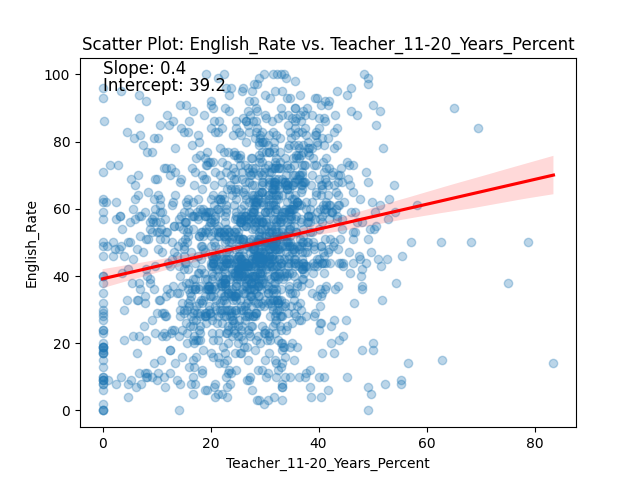 Scatter Plot: English_Rate vs. Teacher_11-20_Years_Percent
Slope: 0.4
Intercept: 39.2
100
80
60
40
20
0
English_Rate
0 20 40 60 80
Teacher_11-20_Years_Percent